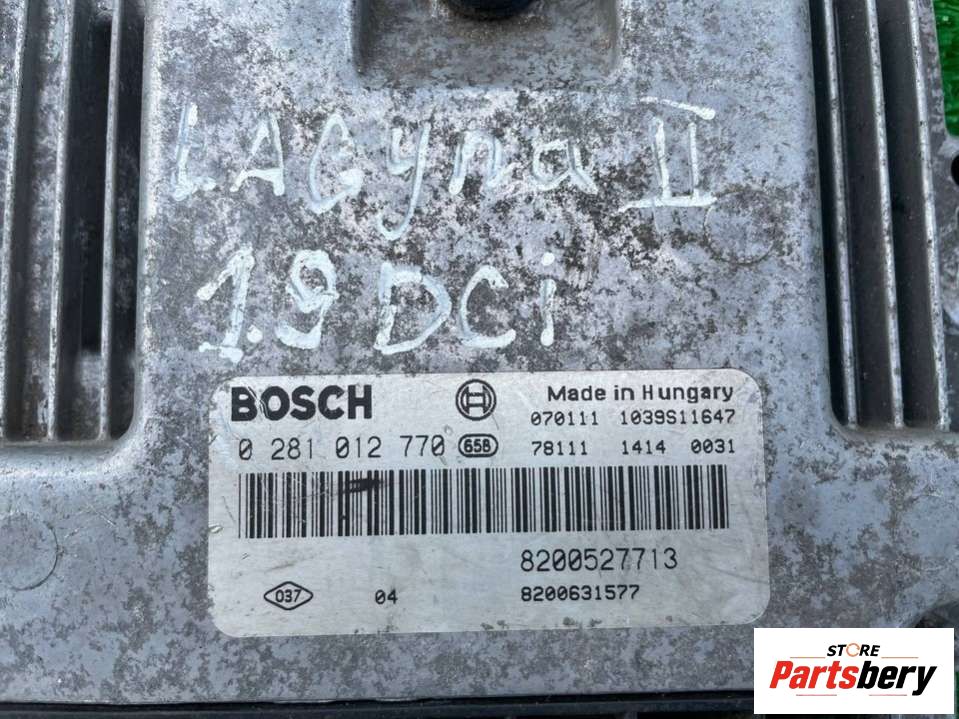 LAGyna II
1.9 DCi
BOSCH Made in Hungary
070111 1039S11647
0 281 012 770 65B 78111 1414 0031
8200527713
037 04 8200631577
STORE
Partsbery